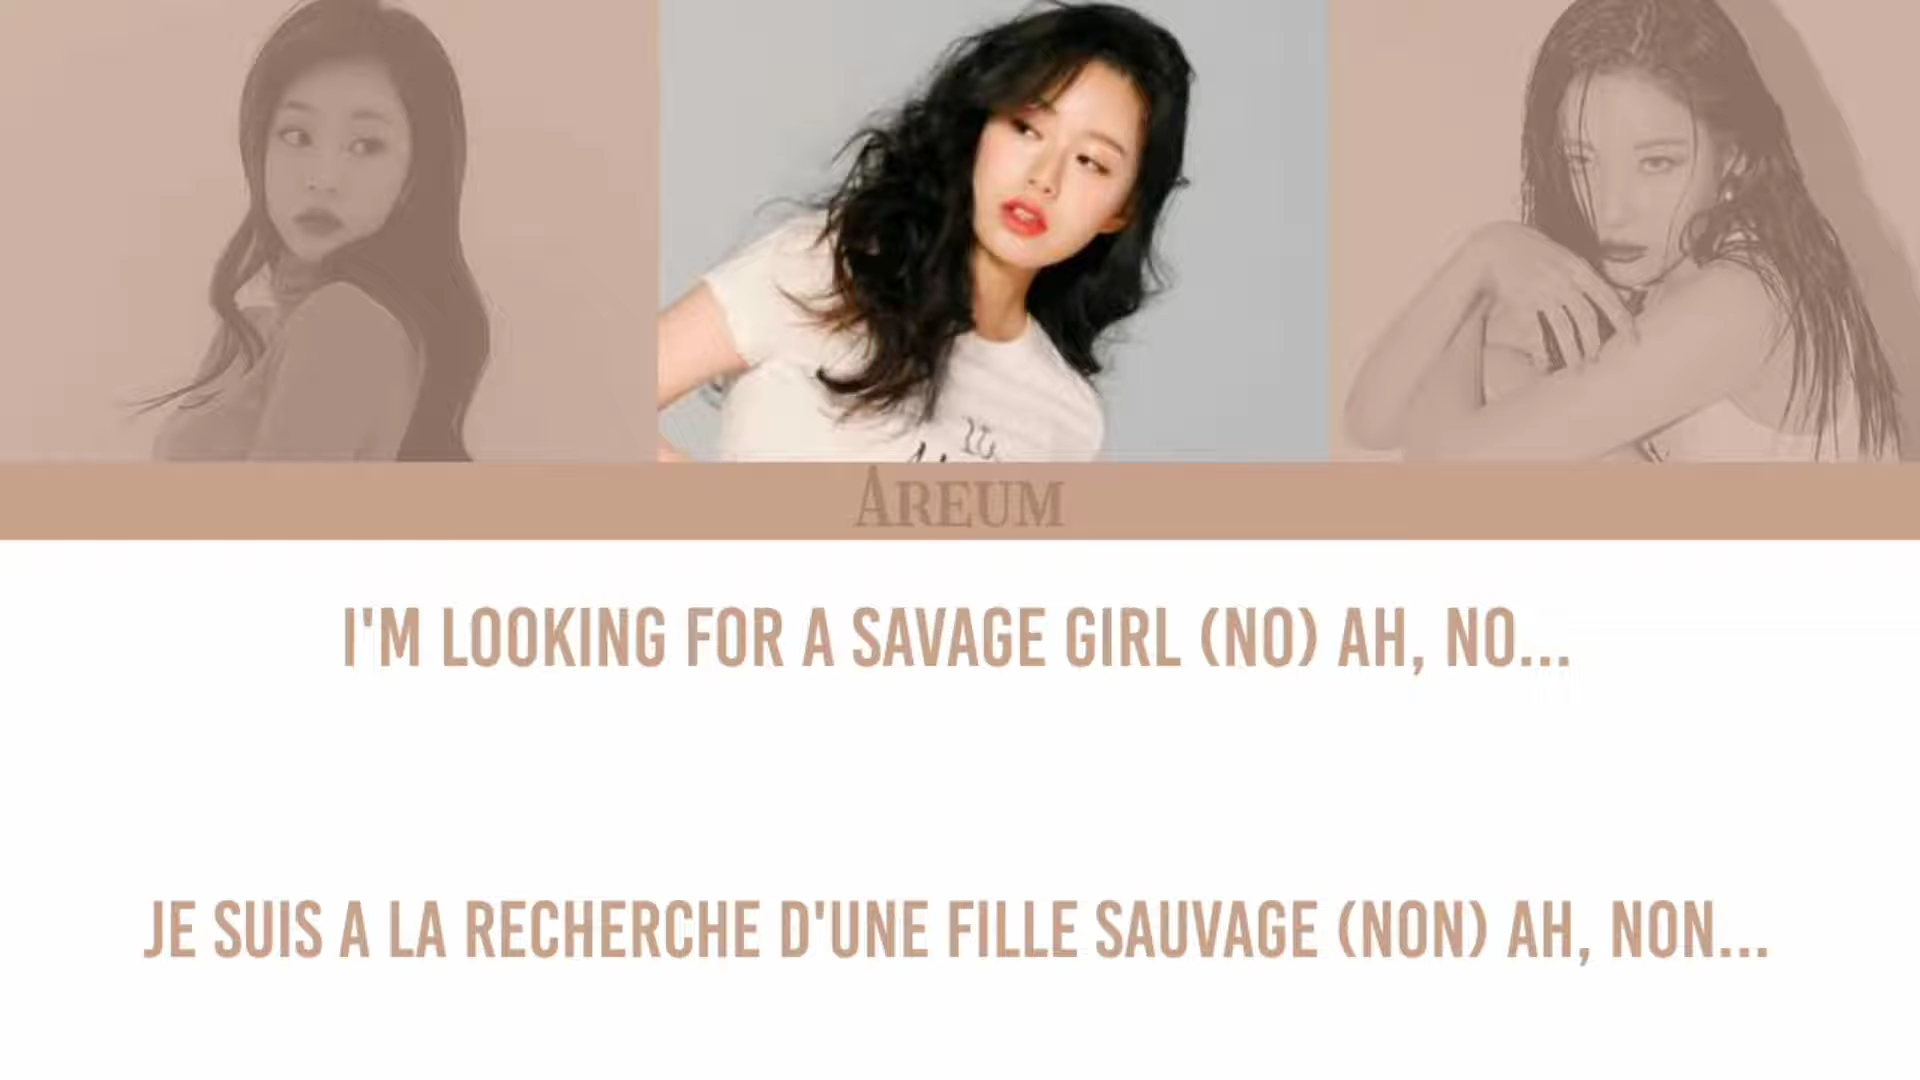 AREUM
I'M LOOKING FOR A SAVAGE GIRL (NO) AH, NO...
JE SUIS A LA RECHERCHE D'UNE FILLE SAUVAGE (NON) AH, NON...